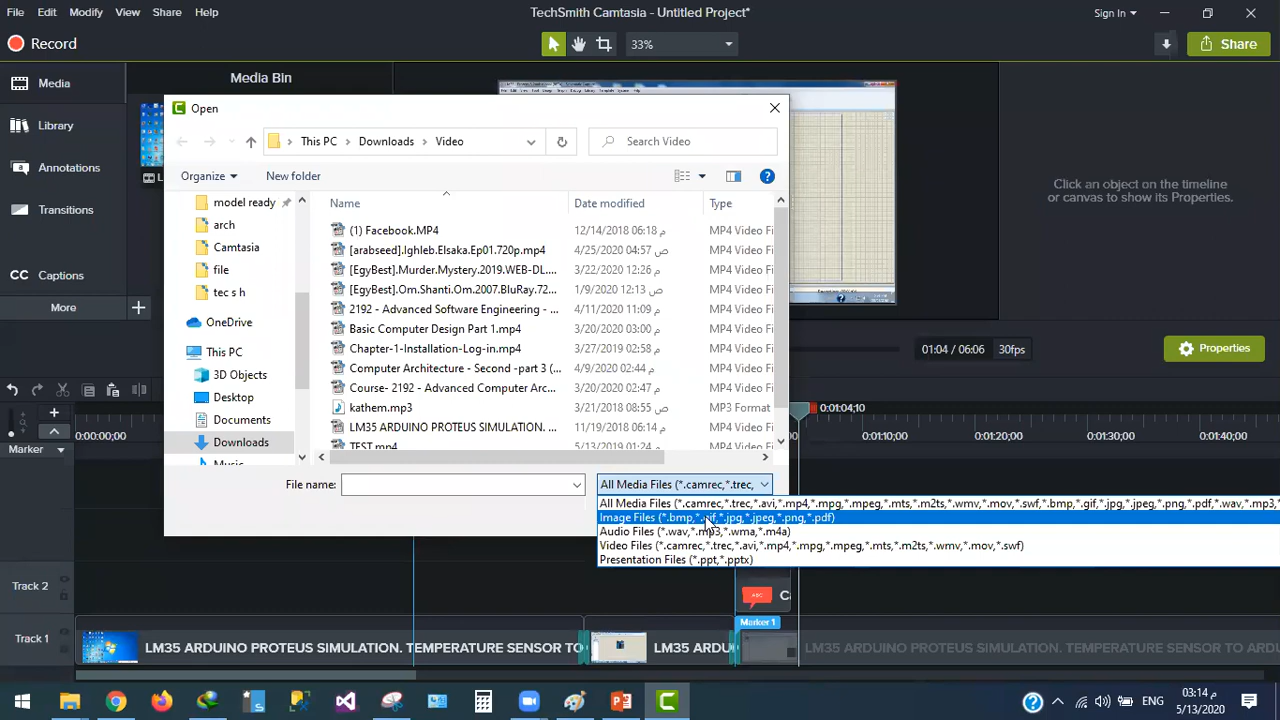 File Modify View Share Help TechSmith Camtasia - Untitled Project* Sign In
Record 33% Share
Media Media Bin
Library
Annotations
Transitions
CC Captions
More
L
Open
This PC Downloads Video Search Video
Organize New folder
model ready
arch
Camtasia
file
tec s h
OneDrive
This PC
3D Objects
Desktop
Documents
Downloads
Music
Name Date modified Type
(1) Facebook.MP4 12/14/2018 06:18 م MP4 Video Fi
[arabseed].Ighleb.Elsaka.Ep01.720p.mp4 4/25/2020 04:57 ص MP4 Video Fi
[EgyBest].Murder.Mystery.2019.WEB-DL.... 3/22/2020 12:26 م MP4 Video Fi
[EgyBest].Om.Shanti.Om.2007.BluRay.72... 1/9/2020 12:13 ص MP4 Video Fi
2192 - Advanced Software Engineering - ... 4/11/2020 11:09 م MP4 Video Fi
Basic Computer Design Part 1.mp4 3/20/2020 03:00 م MP4 Video Fi
Chapter-1-Installation-Log-in.mp4 3/27/2019 02:58 م MP4 Video Fi
Computer Architecture - Second -part 3 (... 4/9/2020 02:44 م MP4 Video Fi
Course- 2192 - Advanced Computer Arc... 3/20/2020 02:47 م MP4 Video Fi
kathem.mp3 3/21/2018 08:55 ص MP3 Format
LM35 ARDUINO PROTEUS SIMULATION. ... 11/19/2018 06:14 م MP4 Video Fi
TEST.mp4 5/13/2019 01:24 م MP4 Video Fi
File name: All Media Files (*.camrec,*.trec,
All Media Files (*.camrec,*.trec,*.avi,*.mp4,*.mpg,*.mpeg,*.mts,*.m2ts,*.wmv,*.mov,*.swf,*.bmp,*.gif,*.jpg,*.jpeg,*.png,*.pdf,*.wav,*.mp3,
Image Files (*.bmp,*.gif,*.jpg,*.jpeg,*.png,*.pdf)
Audio Files (*.wav,*.mp3,*.wma,*.m4a)
Video Files (*.camrec,*.trec,*.avi,*.mp4,*.mpg,*.mpeg,*.mts,*.m2ts,*.wmv,*.mov,*.swf)
Presentation Files (*.ppt,*.pptx)
Click an object on the timeline
or canvas to show its Properties.
01:04 / 06:06 30fps Properties
0:01:04;10
Marker 0:00:00;00 0:01:10;00 0:01:20;00 0:01:30;00 0:01:40;00
Track 2 ABC C
Marker 1
Track 1 LM35 ARDUINO PROTEUS SIMULATION. TEMPERATURE SENSOR TO LM35 ARDU LM35 ARDUINO PROTEUS SIMULATION. TEMPERATURE SENSOR TO ARDUI
ENG 03:14 م
5/13/2020